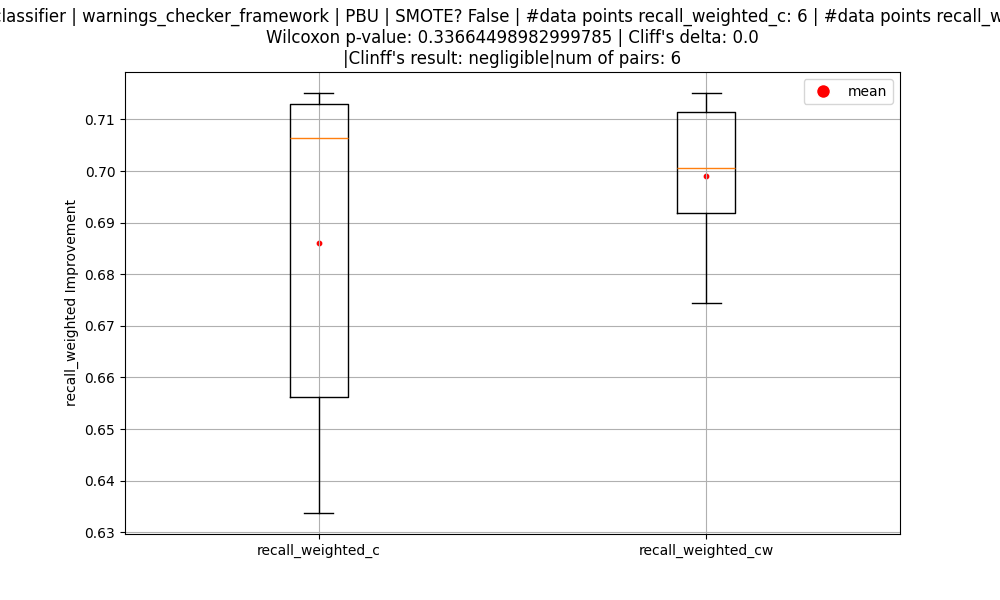 classifier | warnings_checker_framework | PBU | SMOTE? False | #data points recall_weighted_c: 6 | #data points
Wilcoxon p-value: 0.33664498982999785 | Cliff's delta: 0.0
|Clinff's result: negligible|num of pairs: 6
mean
0.71
0.70
0.69
0.68
0.67
0.66
0.65
0.64
0.63
recall_weighted Improvement
recall_weighted_c
recall_weighted_cw